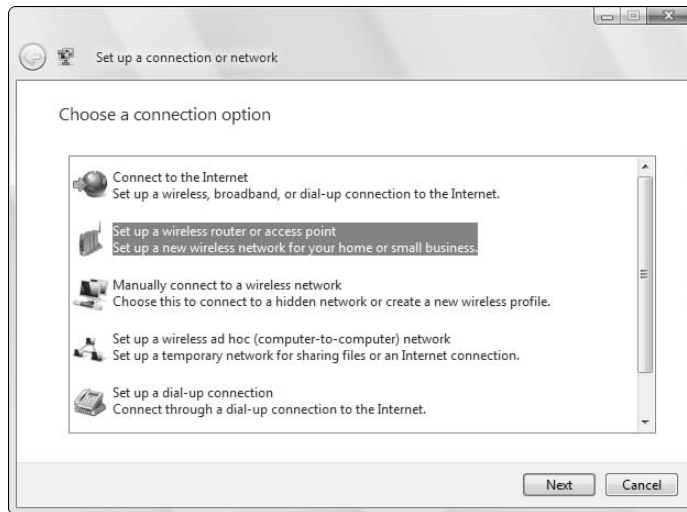 Set up a connection or network
Choose a connection option
Connect to the Internet
Set up a wireless, broadband, or dial-up connection to the Internet.
Set up a wireless router or access point
Set up a new wireless network for your home or small business.
Manually connect to a wireless network
Choose this to connect to a hidden network or create a new wireless profile.
Set up a wireless ad hoc (computer-to-computer) network
Set up a temporary network for sharing files or an Internet connection.
Set up a dial-up connection
Connect through a dial-up connection to the Internet.
Next Cancel